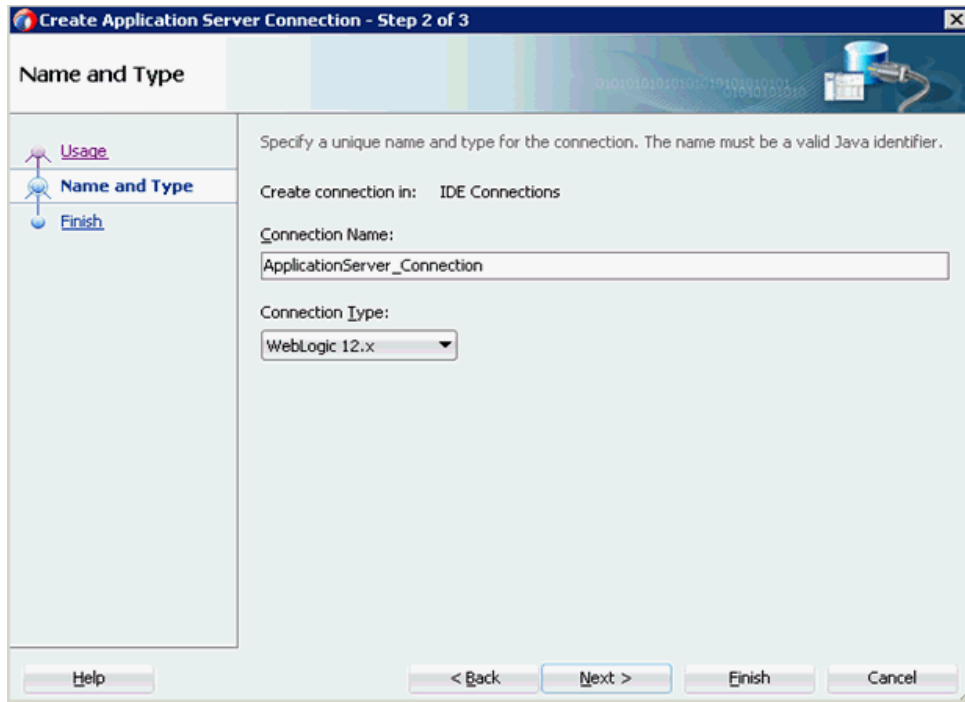 Create Application Server Connection - Step 2 of 3
Name and Type
Usage
Name and Type
Finish
Specify a unique name and type for the connection. The name must be a valid Java identifier.
Create connection in: IDE Connections
Connection Name:
ApplicationServer_Connection
Connection Type:
WebLogic 12.x
Help
< Back
Next >
Finish
Cancel